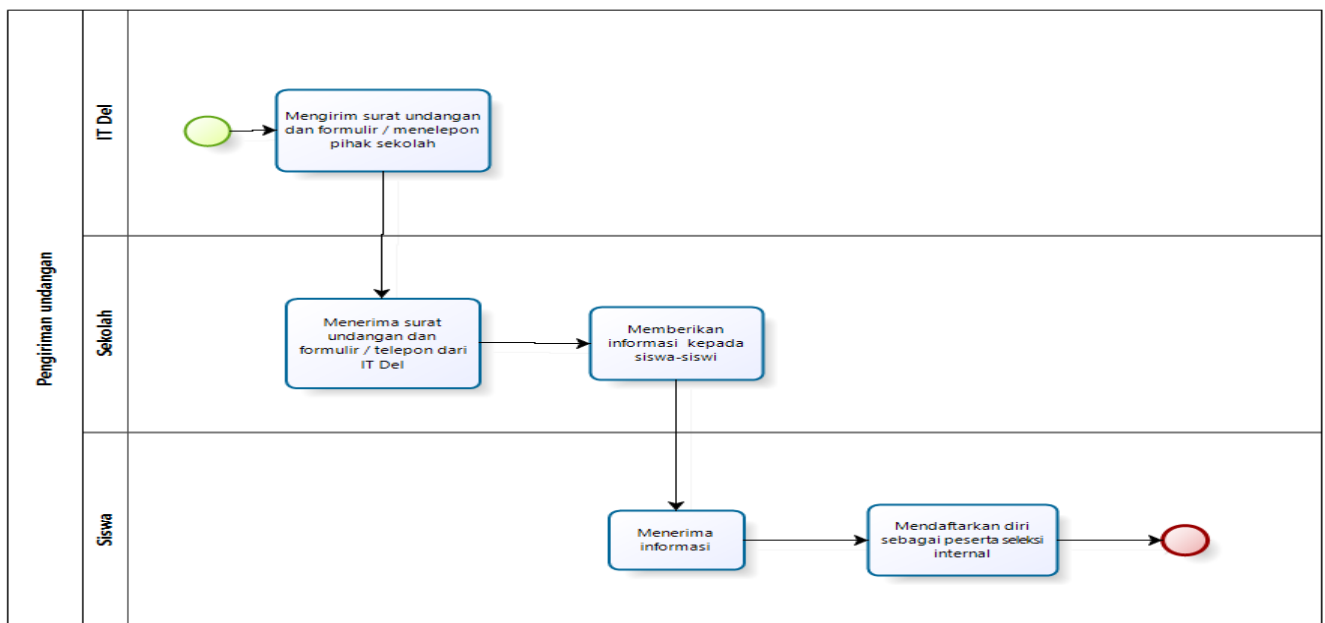 Pengiriman undangan
IT Del
Mengirim surat undangan
dan formulir / menelepon
pihak sekolah
Sekolah
Menerima surat
undangan dan
formulir / telepon dari
IT Del
Memberikan
informasi kepada
siswa-siswi
Siswa
Menerima
informasi
Mendaftarkan diri
sebagai peserta seleksi
internal